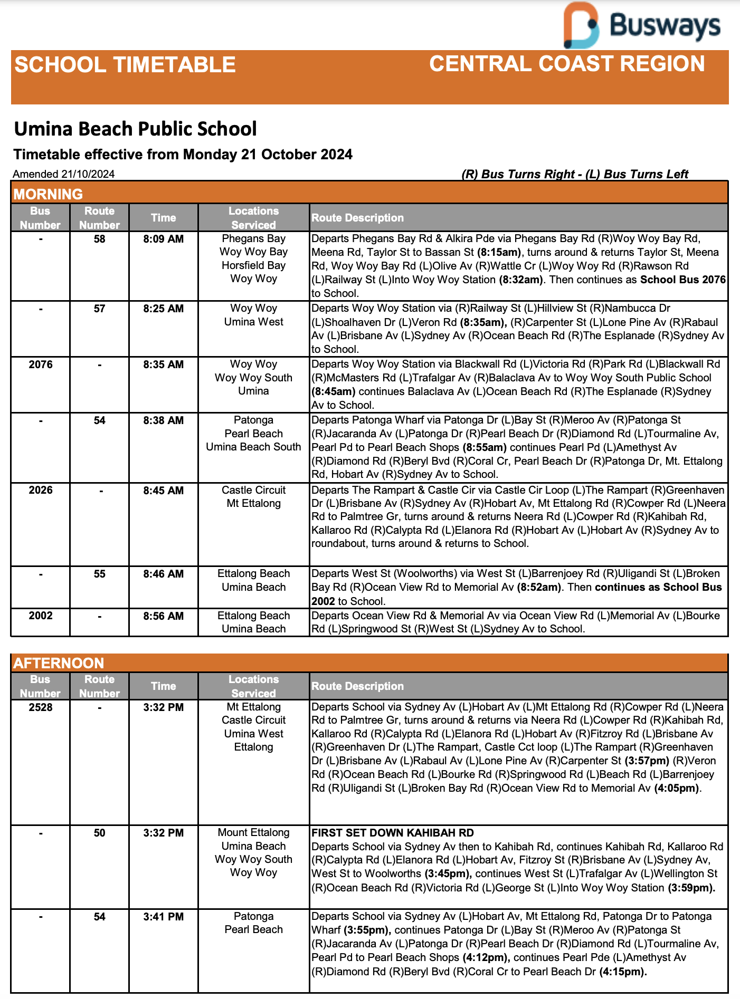 Busways
SCHOOL TIMETABLE CENTRAL COAST REGION
Umina Beach Public School
Timetable effective from Monday 21 October 2024
Amended 21/10/2024 (R) Bus Turns Right - (L) Bus Turns Left
MORNING
Bus Number Route Number Time Locations Serviced Route Description
- 58 8:09 AM
Phegans Bay
Woy Woy Bay
Horsfield Bay
Woy Woy
Departs Phegans Bay Rd & Alkira Pde via Phegans Bay Rd (R)Woy Woy Bay Rd,
Meena Rd, Taylor St to Bassan St (8:15am), turns around & returns Taylor St, Meena
Rd, Woy Woy Bay Rd (L)Olive Av (R)Wattle Cr (L)Woy Woy Rd (R)Rawson Rd
(L)Railway St (L)Into Woy Woy Station (8:32am). Then continues as School Bus 2076
to School.
- 57 8:25 AM
Woy Woy
Umina West
Departs Woy Woy Station via (R)Railway St (L)Hillview St (R)Nambucca Dr
(L)Shoalhaven Dr (L)Veron Rd (8:35am), (R)Carpenter St (L)Lone Pine Av (R)Rabaul
Av (L)Brisbane Av (L)Sydney Av (R)Ocean Beach Rd (R)The Esplanade (R)Sydney Av
to School.
2076 - 8:35 AM
Woy Woy
Woy Woy South
Umina
Departs Woy Woy Station via Blackwall Rd (L)Victoria Rd (R)Park Rd (L)Blackwall Rd
(R)McMasters Rd (L)Trafalgar Av (R)Balaclava Av to Woy Woy South Public School
(8:45am) continues Balaclava Av (L)Ocean Beach Rd (R)The Esplanade (R)Sydney
Av to School.
- 54 8:38 AM
Patonga
Pearl Beach
Umina Beach South
Departs Patonga Wharf via Patonga Dr (L)Bay St (R)Meroo Av (R)Patonga St
(R)Jacaranda Av (L)Patonga Dr (R)Pearl Beach Dr (R)Diamond Rd (L)Tourmaline Av,
Pearl Pd to Pearl Beach Shops (8:55am) continues Pearl Pd (L)Amethyst Av
(R)Diamond Rd (R)Beryl Bvd (R)Coral Cr, Pearl Beach Dr (R)Patonga Dr, Mt. Ettalong
Rd, Hobart Av (R)Sydney Av to School.
2026 - 8:45 AM
Castle Circuit
Mt Ettalong
Departs The Rampart & Castle Cir via Castle Cir Loop (L)The Rampart (R)Greenhaven
Dr (L)Brisbane Av (R)Sydney Av (R)Hobart Av, Mt Ettalong Rd (R)Cowper Rd (L)Neera
Rd to Palmtree Gr, turns around & returns Neera Rd (L)Cowper Rd (R)Kahibah Rd,
Kallaroo Rd (R)Calypta Rd (L)Elanora Rd (R)Hobart Av (L)Hobart Av (R)Sydney Av to
roundabout, turns around & returns to School.
- 55 8:46 AM
Ettalong Beach
Umina Beach
Departs West St (Woolworths) via West St (L)Barrenjoey Rd (R)Uligandi St (L)Broken
Bay Rd (R)Ocean View Rd to Memorial Av (8:52am). Then continues as School Bus
2002 to School.
2002 - 8:56 AM
Ettalong Beach
Umina Beach
Departs Ocean View Rd & Memorial Av via Ocean View Rd (L)Memorial Av (L)Bourke
Rd (L)Springwood St (R)West St (L)Sydney Av to School.
AFTERNOON
Bus Number Route Number Time Locations Serviced Route Description
2528 - 3:32 PM
Mt Ettalong
Castle Circuit
Umina West
Ettalong
Departs School via Sydney Av (L)Hobart Av (L)Mt Ettalong Rd (R)Cowper Rd (L)Neera
Rd to Palmtree Gr, turns around & returns via Neera Rd (L)Cowper Rd (R)Kahibah Rd,
Kallaroo Rd (R)Calypta Rd (L)Elanora Rd (L)Hobart Av (R)Fitzroy Rd (L)Brisbane Av
(R)Greenhaven Dr (L)The Rampart, Castle Cct loop (L)The Rampart (R)Greenhaven
Dr (L)Brisbane Av (L)Rabaul Av (L)Lone Pine Av (R)Carpenter St (3:57pm) (R)Veron
Rd (R)Ocean Beach Rd (L)Bourke Rd (R)Springwood Rd (L)Beach Rd (L)Barrenjoey
Rd (R)Uligandi St (L)Broken Bay Rd (R)Ocean View Rd to Memorial Av (4:05pm).
- 50 3:32 PM
Mount Ettalong
Umina Beach
Woy Woy South
Woy Woy
FIRST SET DOWN KAHIBAH RD
Departs School via Sydney Av then to Kahibah Rd, continues Kahibah Rd, Kallaroo Rd
(R)Calypta Rd (L)Elanora Rd (L)Hobart Av, Fitzroy St (R)Brisbane Av (L)Sydney Av,
West St to Woolworths (3:45pm), continues West St (L)Trafalgar Av (L)Wellington St
(R)Ocean Beach Rd (R)Victoria Rd (L)George St (L)Into Woy Woy Station (3:59pm).
- 54 3:41 PM
Patonga
Pearl Beach
Departs School via Sydney Av (L)Hobart Av, Mt Ettalong Rd, Patonga Dr to Patonga
Wharf (3:55pm), continues Patonga Dr (L)Bay St (R)Meroo Av (R)Patonga St
(R)Jacaranda Av (L)Patonga Dr (R)Pearl Beach Dr (R)Diamond Rd (L)Tourmaline Av,
Pearl Pd to Pearl Beach Shops (4:12pm), continues Pearl Pde (L)Amethyst Av
(R)Diamond Rd (R)Beryl Bvd (R)Coral Cr to Pearl Beach Dr (4:15pm).